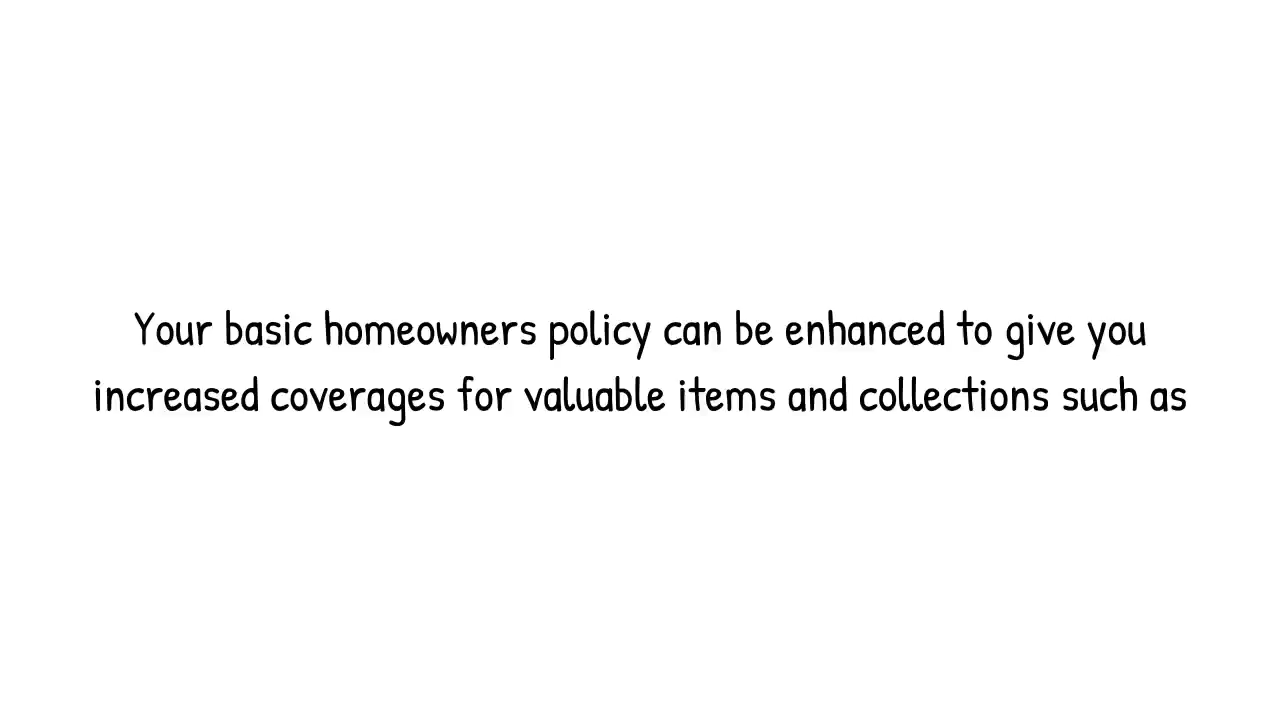 Your basic homeowners policy can be enhanced to give you
increased coverages for valuable items and collections such as